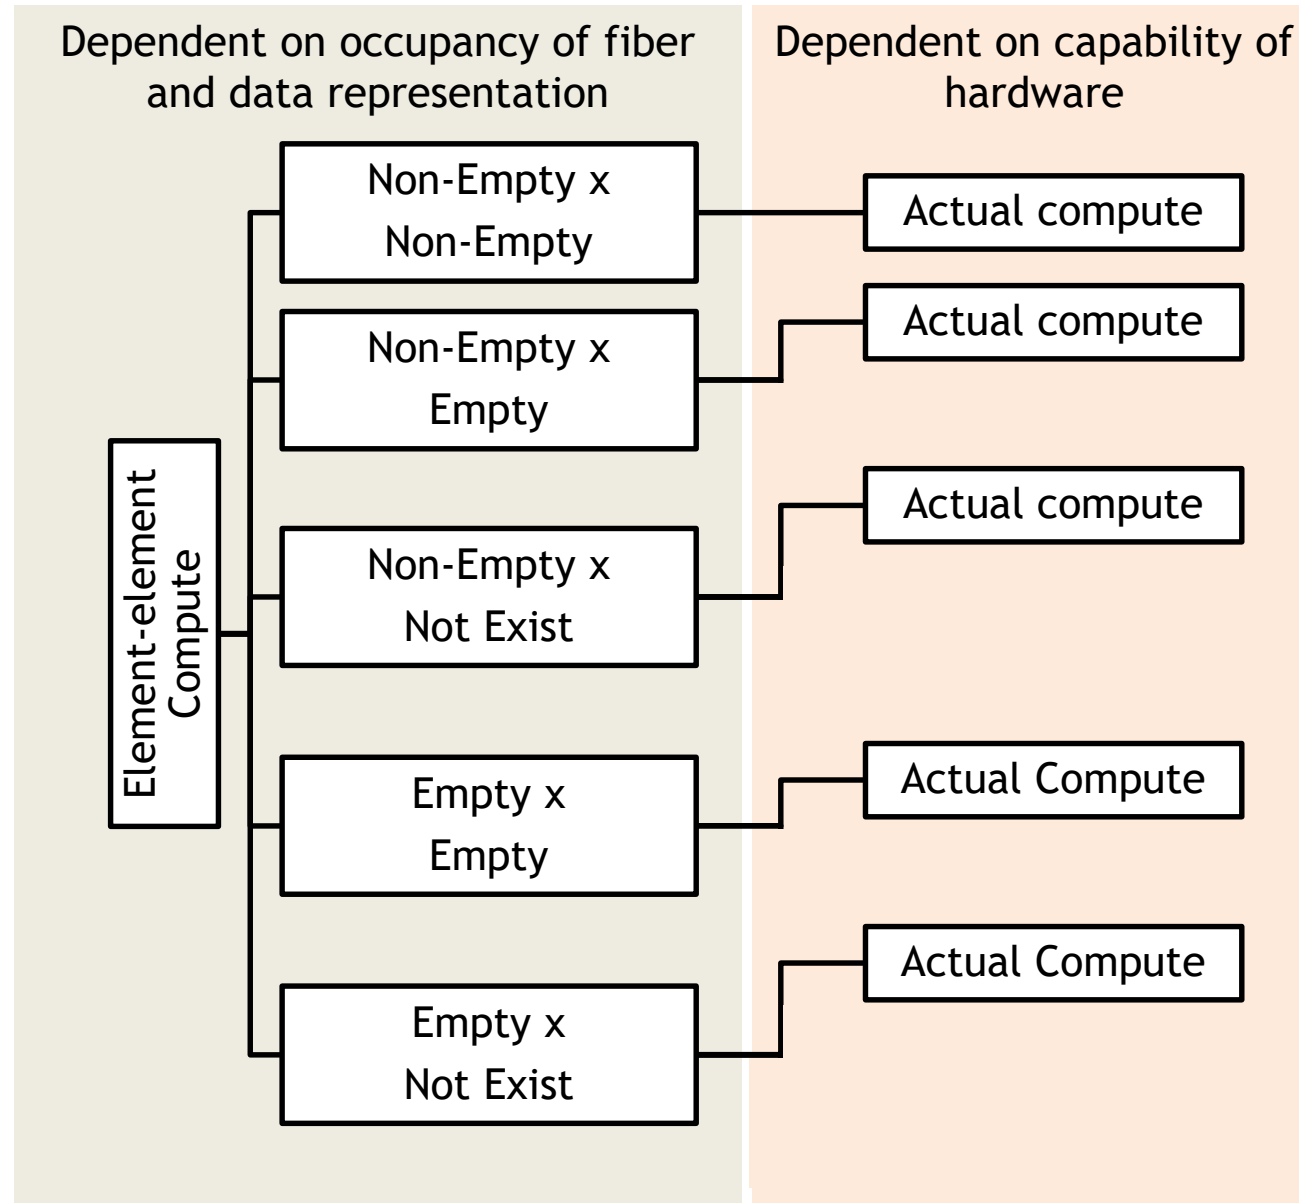 Dependent on occupancy of fiber
and data representation
Dependent on capability of
hardware
Element-element
Compute
Non-Empty x
Non-Empty
Actual compute
Non-Empty x
Empty
Actual compute
Non-Empty x
Not Exist
Actual compute
Empty x
Empty
Actual Compute
Empty x
Not Exist
Actual Compute